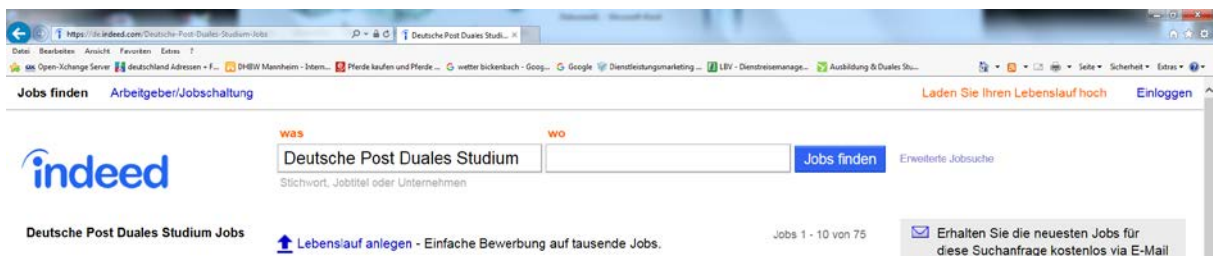 https://de.indeed.com/Deutsche-Post-Duales-Studium-Jobs
Deutsche Post Duales Studi...
Datei Bearbeiten Ansicht Favoriten Extras ?
Open-Xchange Server deutschland Adressen + F... DHBW Mannheim - Intern... Pferde kaufen und Pferde ... wetter bickenbach - Goog... Google Dienstleistungsmarketing ... LBV - Dienstreisemanage... Ausbildung & Duales Stu... Seite Sicherheit Extras
Jobs finden Arbeitgeber/Jobschaltung Laden Sie Ihren Lebenslauf hoch Einloggen
was wo
indeed Deutsche Post Duales Studium Jobs finden Erweiterte Jobsuche
Stichwort, Jobtitel oder Unternehmen
Deutsche Post Duales Studium Jobs Lebenslauf anlegen - Einfache Bewerbung auf tausende Jobs. Jobs 1 - 10 von 75 Erhalten Sie die neuesten Jobs für
diese Suchanfrage kostenlos via E-Mail